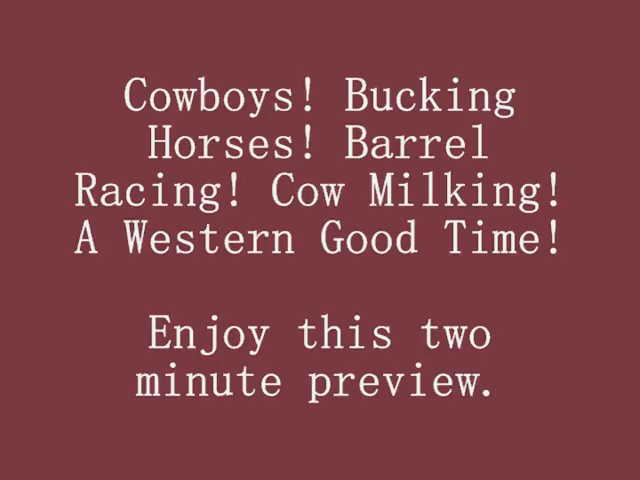 Cowboys! Bucking
Horses! Barrel
Racing! Cow Milking!
A Western Good Time!
Enjoy this two
minute preview.